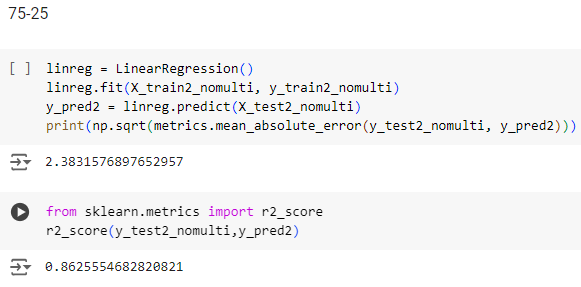 75-25
[ ] linreg = LinearRegression()
linreg.fit(X_train2_nomulti, y_train2_nomulti)
y_pred2 = linreg.predict(X_test2_nomulti)
print(np.sqrt(metrics.mean_absolute_error(y_test2_nomulti, y_pred2)))
2.3831576897652957
from sklearn.metrics import r2_score
r2_score(y_test2_nomulti,y_pred2)
0.8625554682820821